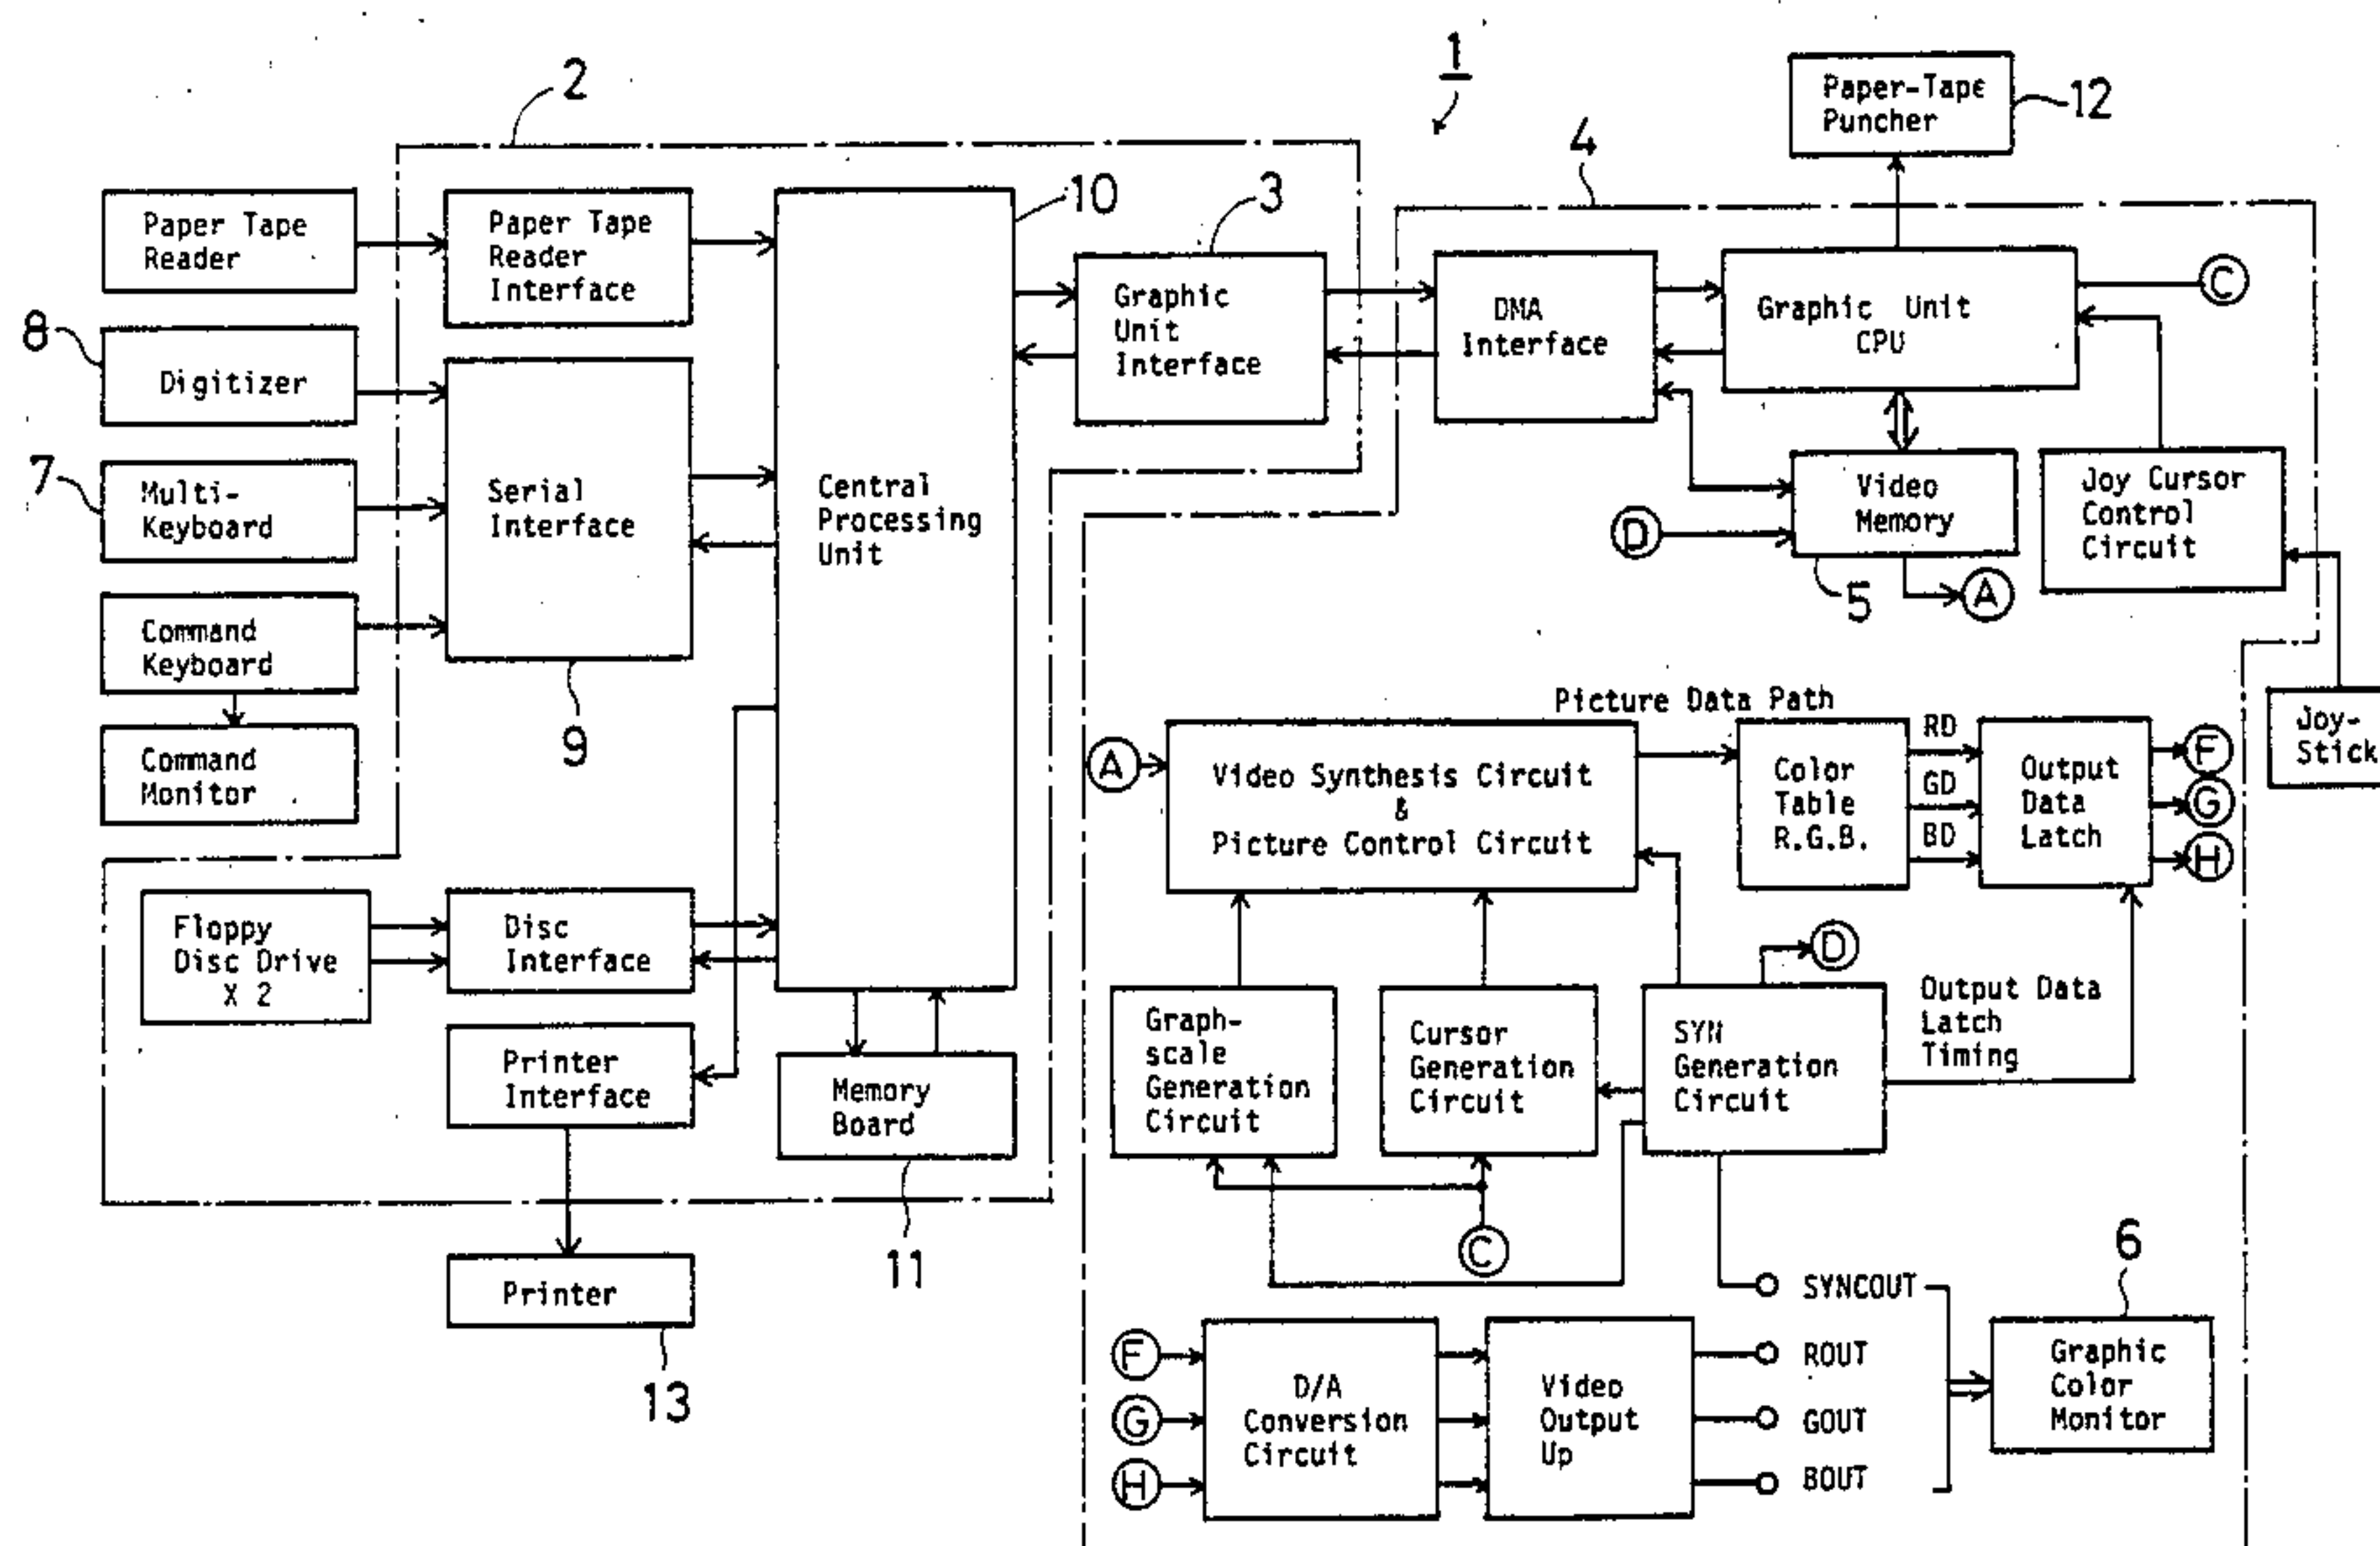 1
2
Paper-Tape
Puncher
12
4
10
3
Paper Tape
Reader
Paper Tape
Reader
Interface
Graphic
Unit
Interface
DMA
Interface
Graphic Unit
CPU
C
8
Digitizer
7
Multi-
Keyboard
Serial
Interface
Central
Processing
Unit
Video
Memory
Joy Cursor
Control
Circuit
D
5
A
Command
Keyboard
9
Command
Monitor
Picture Data Path
A
Video Synthesis Circuit
&
Picture Control Circuit
Color
Table
R.G.B.
RD
GD
BD
Output
Data
Latch
F
G
H
Joy-
Stick
Floppy
Disc Drive
X 2
Disc
Interface
D
Output Data
Latch
Timing
Graph-
scale
Generation
Circuit
Cursor
Generation
Circuit
SYN
Generation
Circuit
Printer
Interface
Memory
Board
11
C
Printer
13
SYNCOUT
6
F
G
H
D/A
Conversion
Circuit
Video
Output
Up
ROUT
GOUT
BOUT
Graphic
Color
Monitor